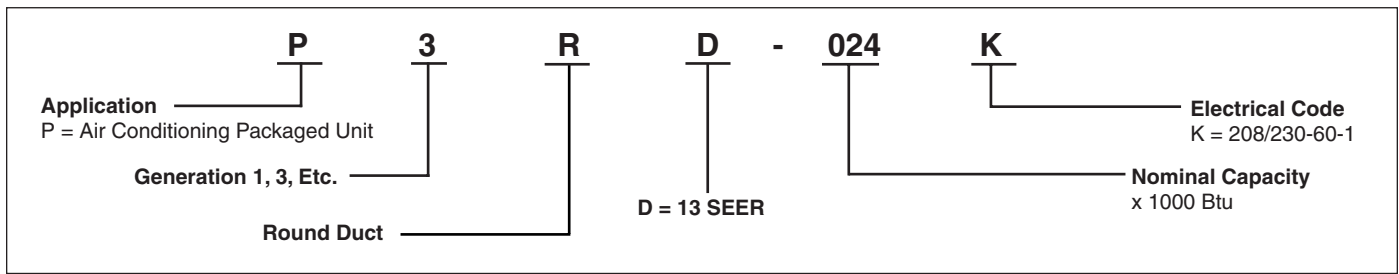 P 3 R D - 024 K
Application
P = Air Conditioning Packaged Unit
Generation 1, 3, Etc.
Round Duct
D = 13 SEER
Electrical Code
K = 208/230-60-1
Nominal Capacity
x 1000 Btu